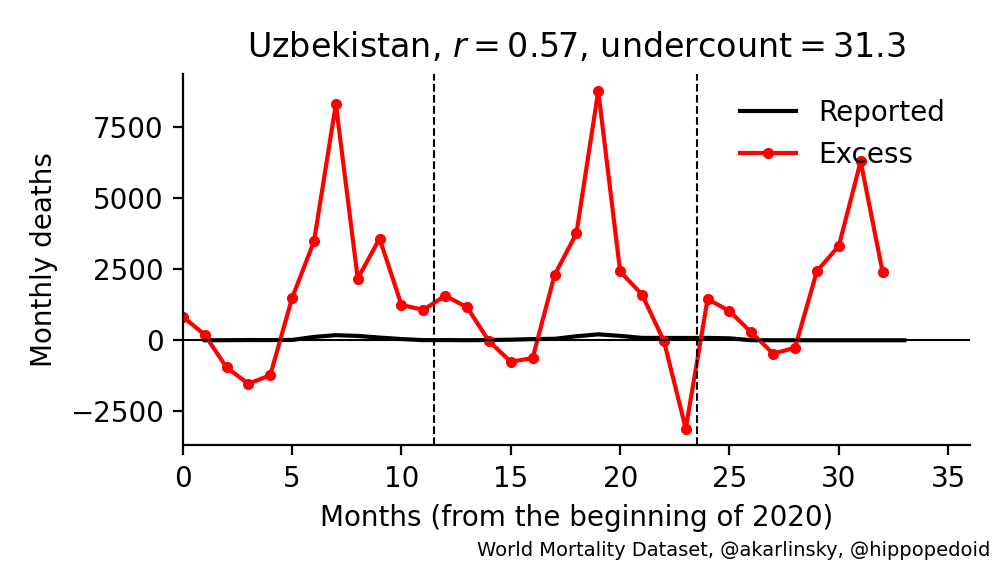 Uzbekistan, r = 0.57, undercount = 31.3
Reported
Excess
Monthly deaths
7500
5000
2500
0
−2500
0 5 10 15 20 25 30 35
Months (from the beginning of 2020)
World Mortality Dataset, @akarlinsky, @hippopedoid